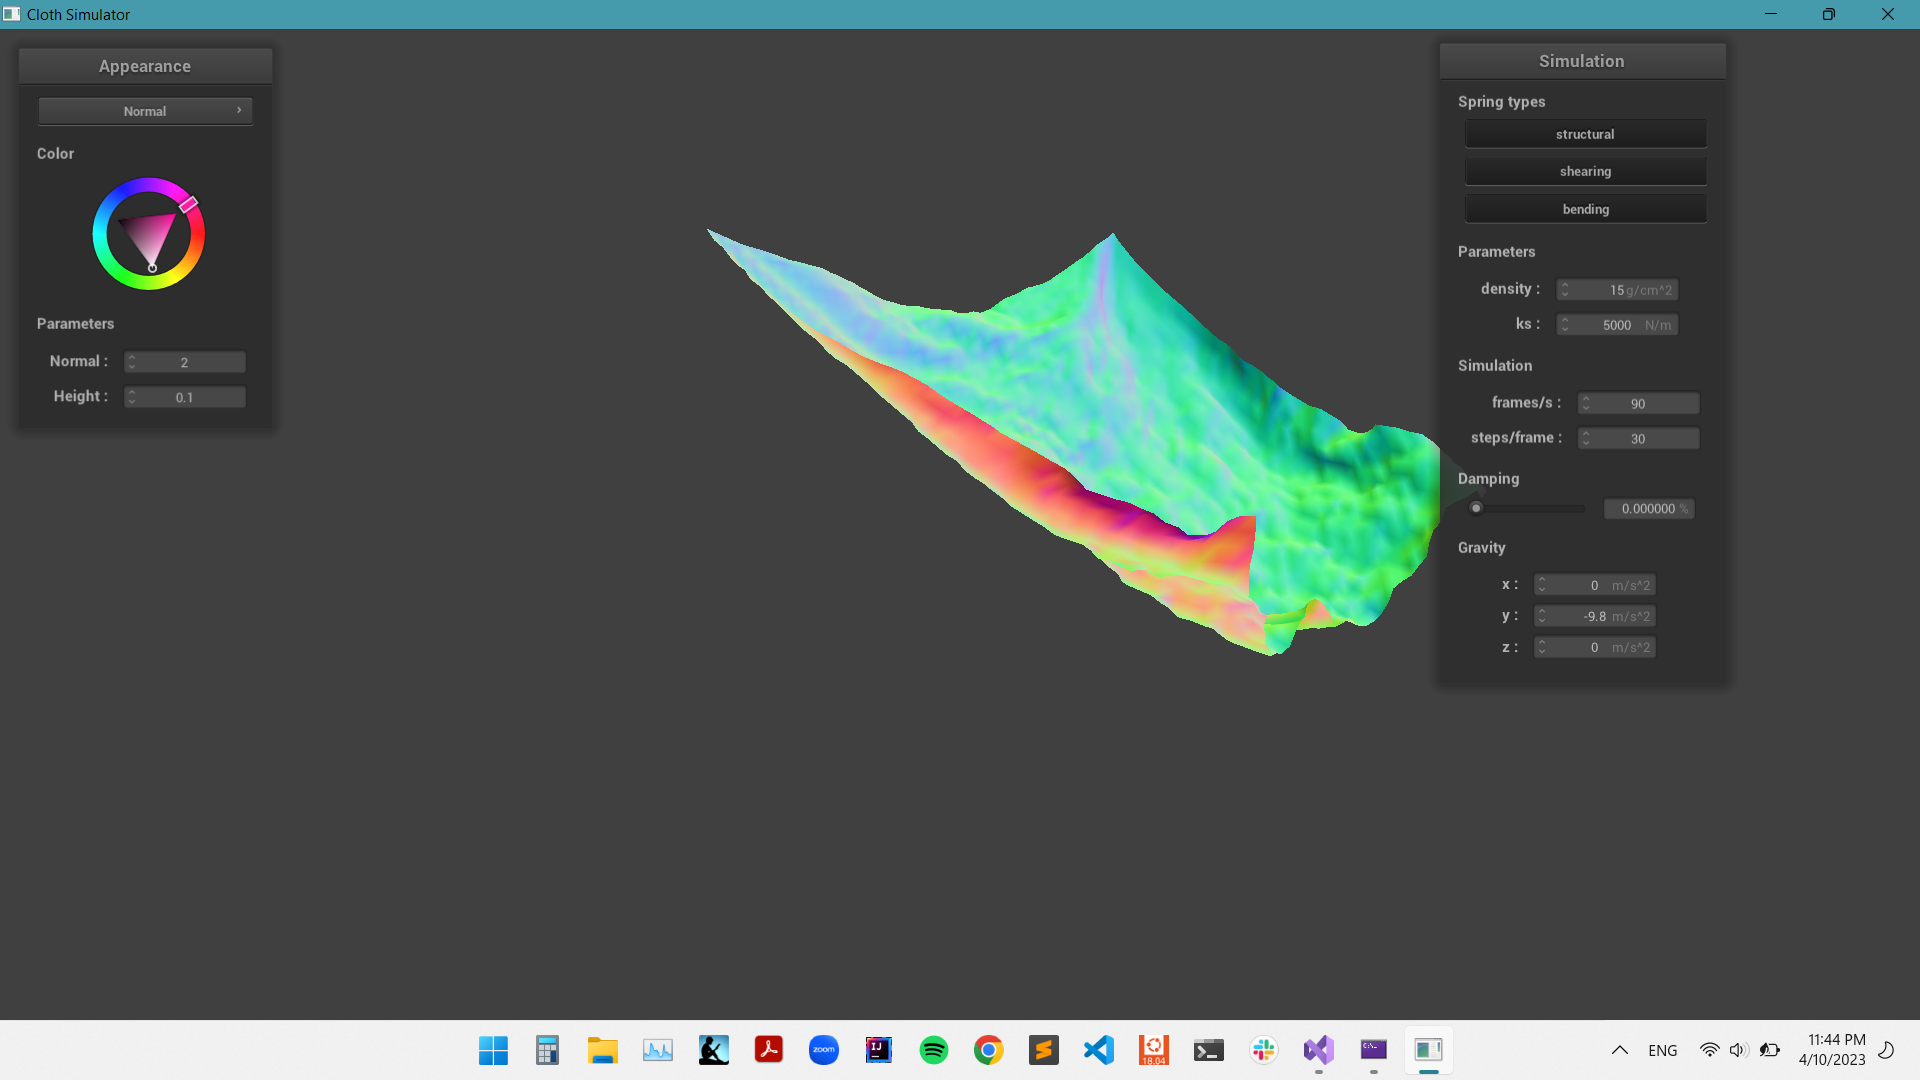 Cloth Simulator
Appearance
Normal
Color
Parameters
Normal : 2
Height : 0.1
Simulation
Spring types
structural
shearing
bending
Parameters
density : 15 g/cm^2
ks : 5000 N/m
Simulation
frames/s : 90
steps/frame : 30
Damping
0.000000 %
Gravity
x : 0 m/s^2
y : -9.8 m/s^2
z : 0 m/s^2
zoom
IJ
18.04
C:\.
ENG
11:44 PM
4/10/2023